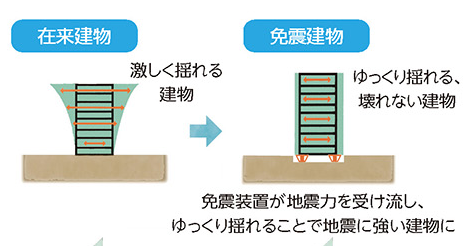 在来建物
激しく揺れる
建物
免震建物
ゆっくり揺れる、
壊れない建物
免震装置が地震力を受け流し、
ゆっくり揺れることで地震に強い建物に